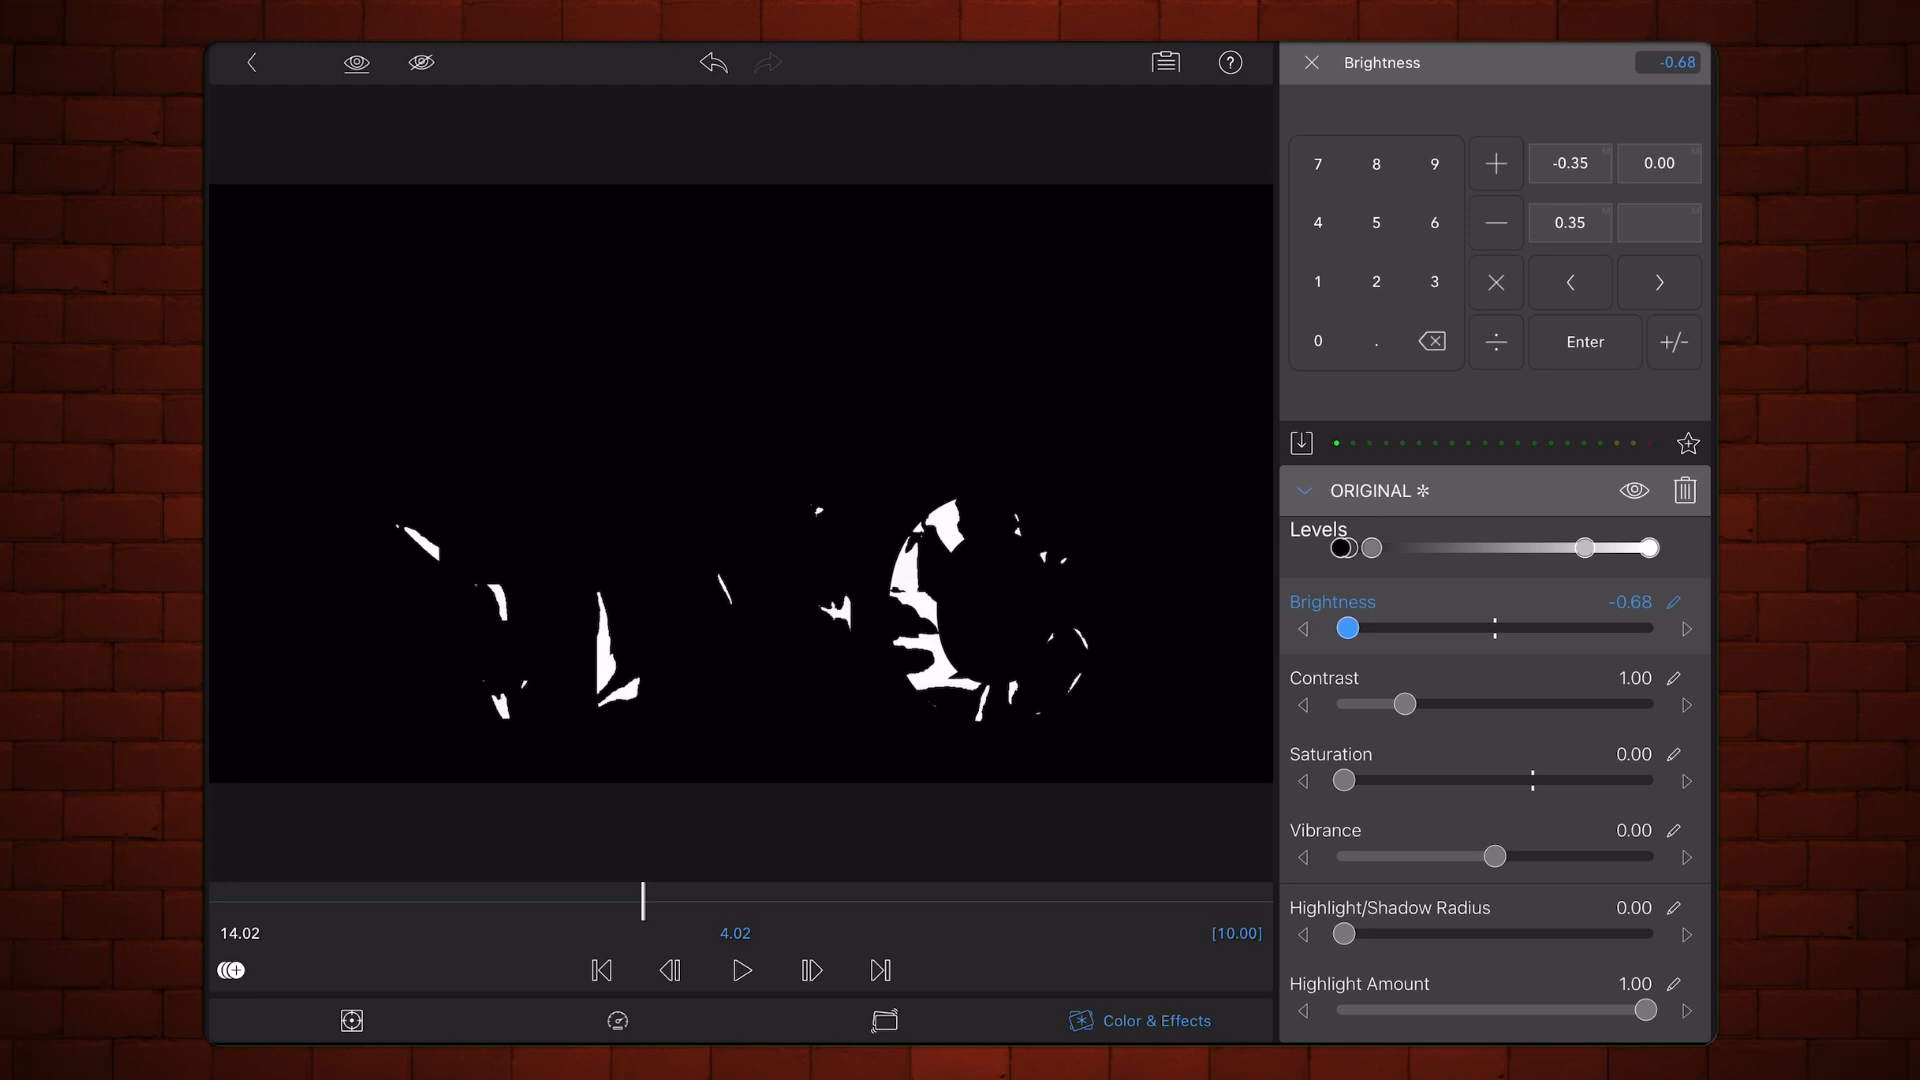 Brightness -0.68
7 8 9 -0.35 0.00
4 5 6 0.35
1 2 3
0 . Enter +/-
ORIGINAL ✻
Levels
Brightness -0.68
Contrast 1.00
Saturation 0.00
Vibrance 0.00
Highlight/Shadow Radius 0.00
Highlight Amount 1.00
14.02 4.02 [10.00]
Color & Effects